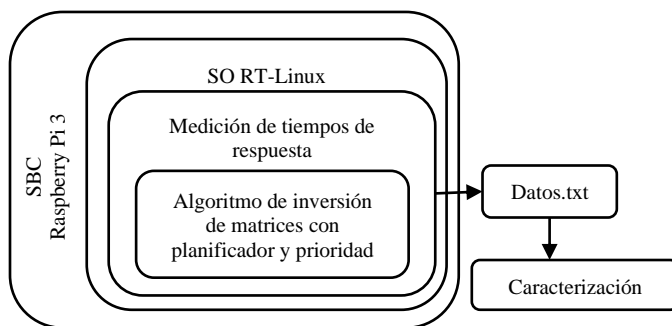 SBC
Raspberry Pi 3
SO RT-Linux
Medición de tiempos de
respuesta
Algoritmo de inversión
de matrices con
planificador y prioridad
Datos.txt
Caracterización